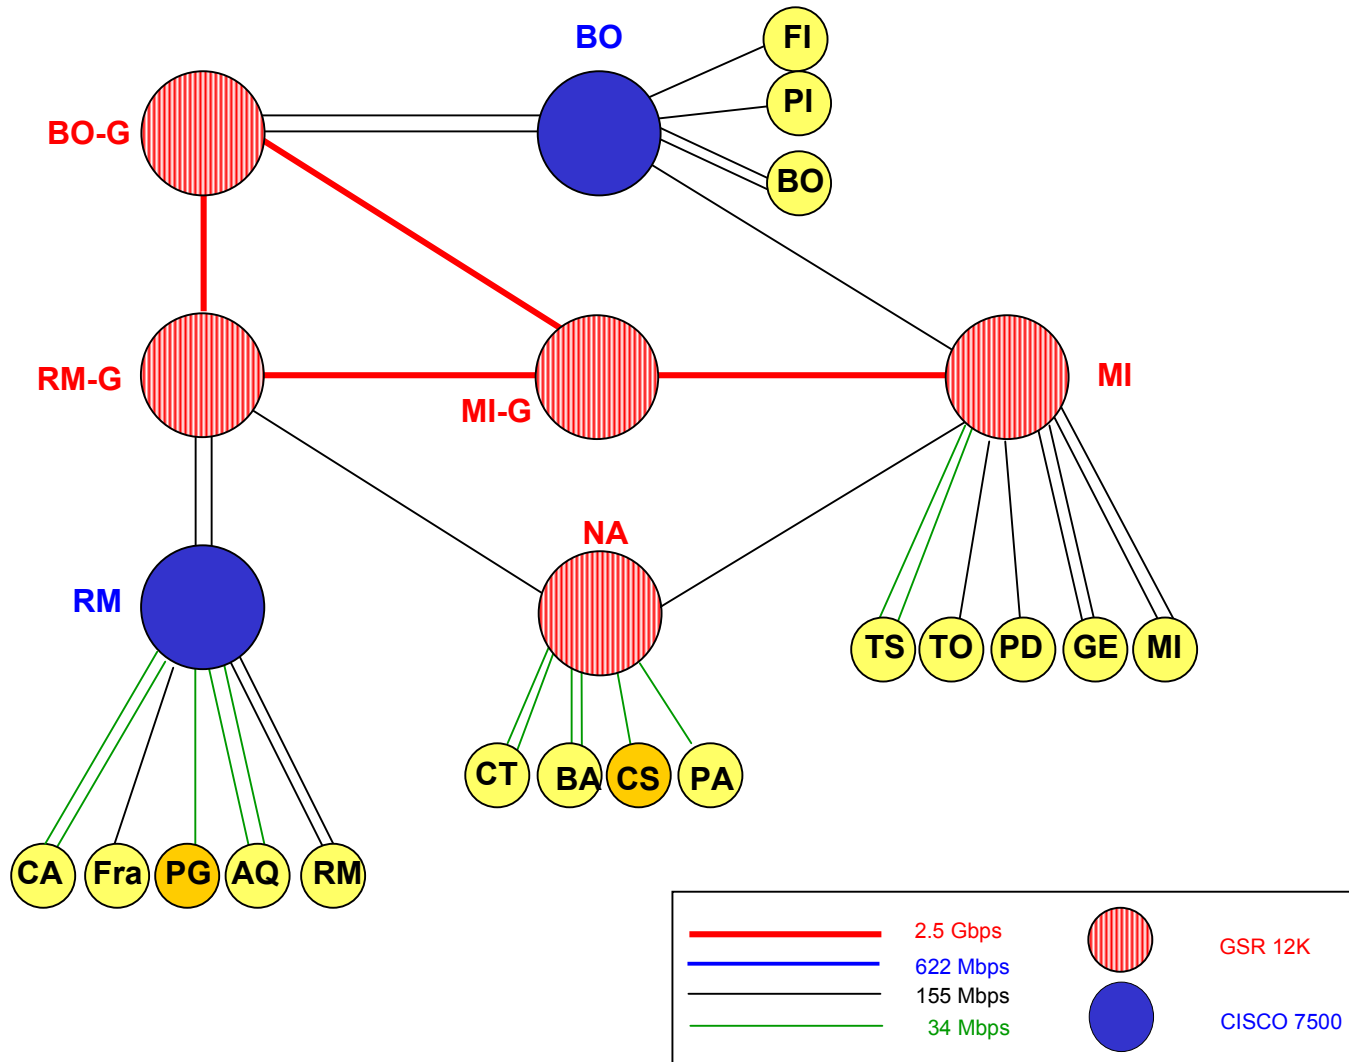 BO
FI
PI
BO
BO-G
RM-G
MI-G
MI
NA
RM
TS
TO
PD
GE
MI
CT
BA
CS
PA
CA
Fra
PG
AQ
RM
2.5 Gbps
GSR 12K
622 Mbps
155 Mbps
34 Mbps
CISCO 7500